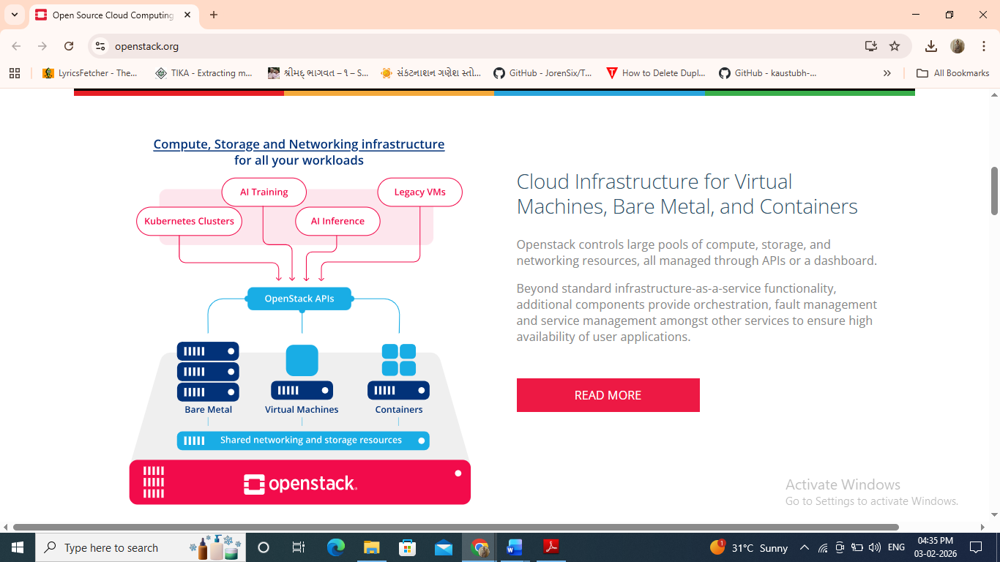 Open Source Cloud Computing
openstack.org
LyricsFetcher - The...
TIKA - Extracting m...
શ્રીમદ્ ભાગવત – ૧ – S...
સંકટનાશન ગણેશ સ્તો...
GitHub - JorenSix/T...
How to Delete Dupl...
GitHub - kaustubh-...
All Bookmarks
Compute, Storage and Networking infrastructure
for all your workloads
AI Training
Legacy VMs
Kubernetes Clusters
AI Inference
OpenStack APIs
Bare Metal
Virtual Machines
Containers
Shared networking and storage resources
openstack.
Cloud Infrastructure for Virtual
Machines, Bare Metal, and Containers
Openstack controls large pools of compute, storage, and
networking resources, all managed through APIs or a dashboard.
Beyond standard infrastructure-as-a-service functionality,
additional components provide orchestration, fault management
and service management amongst other services to ensure high
availability of user applications.
READ MORE
Activate Windows
Go to Settings to activate Windows.
Type here to search
1
31°C Sunny
ENG
04:35 PM
03-02-2026